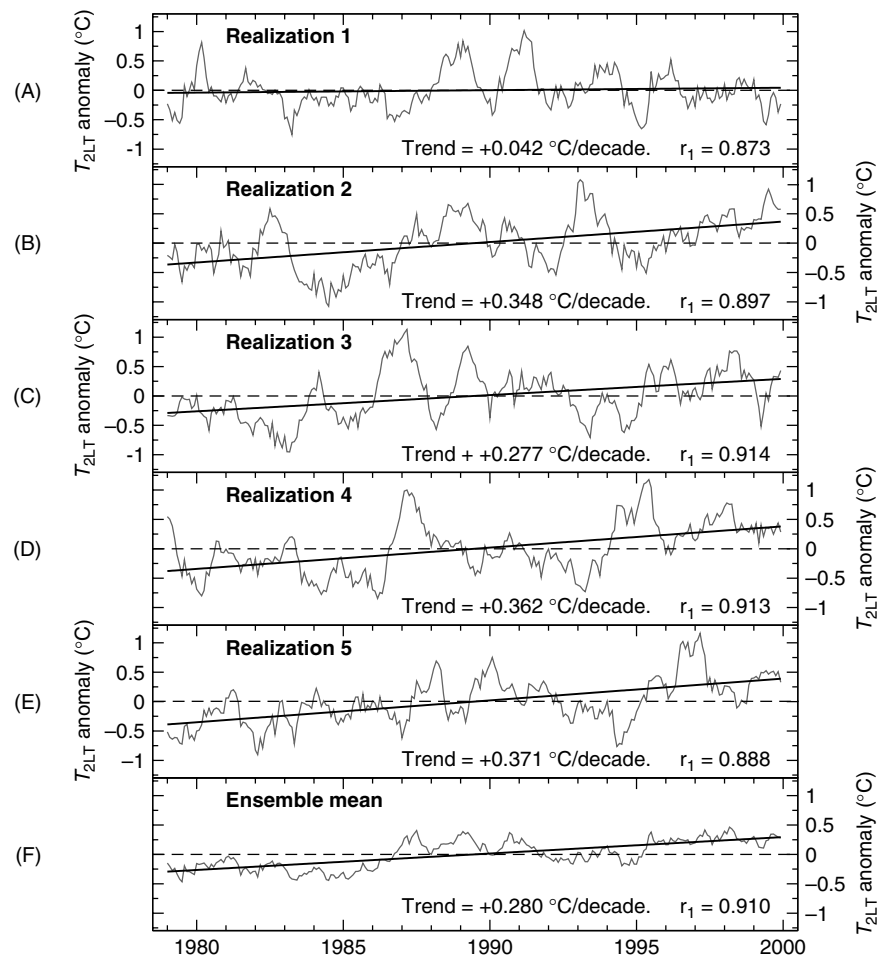 (A)
T2LT anomaly (°C)
1
0.5
0
−0.5
-1
Realization 1
Trend = +0.042 °C/decade. r1 = 0.873
(B)
Realization 2
Trend = +0.348 °C/decade. r1 = 0.897
1
0.5
0
−0.5
−1
T2LT anomaly (°C)
(C)
T2LT anomaly (°C)
1
0.5
0
−0.5
-1
Realization 3
Trend + +0.277 °C/decade. r1 = 0.914
(D)
Realization 4
Trend = +0.362 °C/decade. r1 = 0.913
1
0.5
0
−0.5
−1
T2LT anomaly (°C)
(E)
T2LT anomaly (°C)
1
0.5
0
−0.5
−1
Realization 5
Trend = +0.371 °C/decade. r1 = 0.888
(F)
Ensemble mean
Trend = +0.280 °C/decade. r1 = 0.910
1
0.5
0
−0.5
−1
T2LT anomaly (°C)
1980 1985 1990 1995 2000